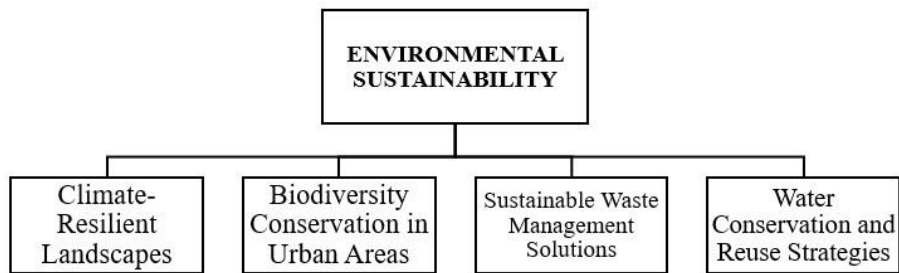 ENVIRONMENTAL
SUSTAINABILITY
Climate-
Resilient
Landscapes
Biodiversity
Conservation in
Urban Areas
Sustainable Waste
Management
Solutions
Water
Conservation and
Reuse Strategies